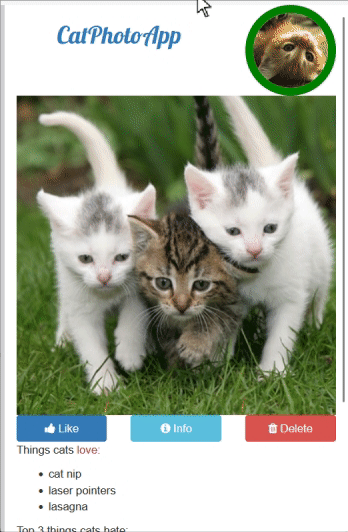 CatPhotoApp
Like
Info
Delete
Things cats love:
cat nip
laser pointers
lasagna
Top 3 things cats hate: